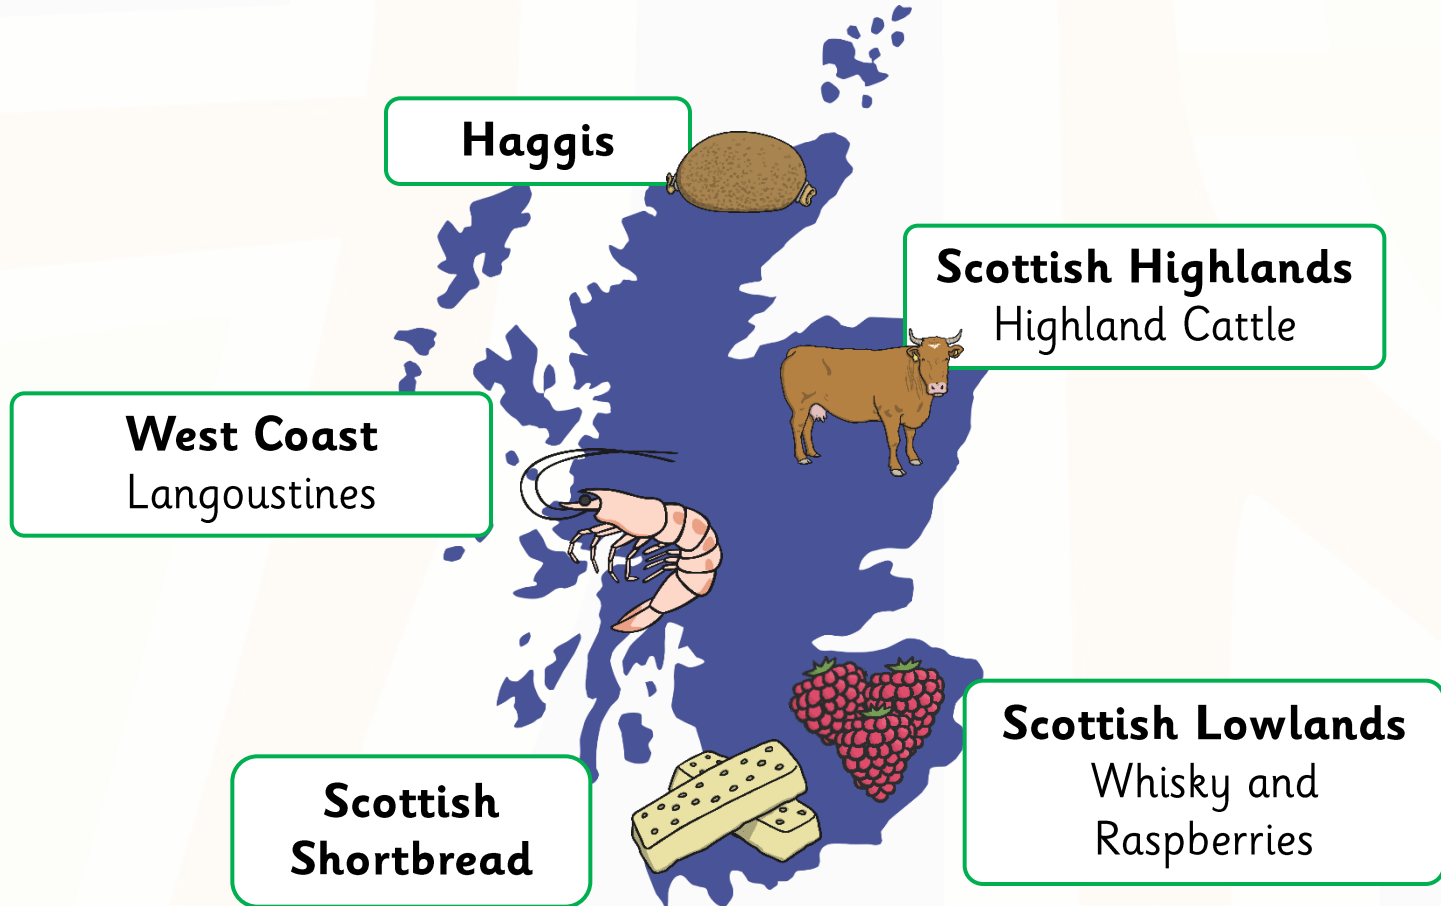 Haggis
Scottish Highlands
Highland Cattle
West Coast
Langoustines
Scottish Lowlands
Whisky and
Raspberries
Scottish
Shortbread